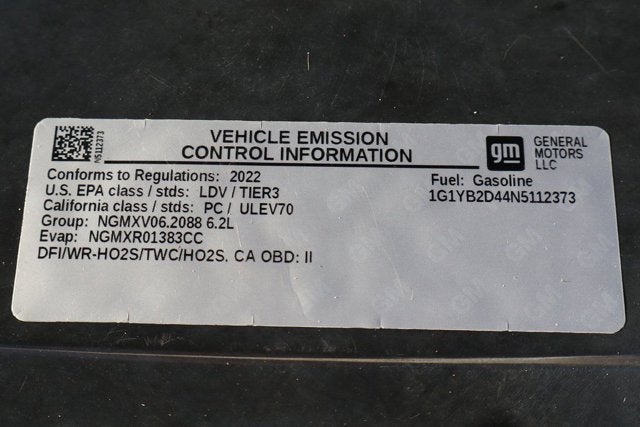 N5112373
VEHICLE EMISSION
CONTROL INFORMATION
gm
GENERAL
MOTORS
LLC
Conforms to Regulations: 2022
U.S. EPA class / stds: LDV / TIER3
California class / stds: PC / ULEV70
Group: NGMXV06.2088 6.2L
Evap: NGMXR01383CC
DFI/WR-HO2S/TWC/HO2S. CA OBD: II
Fuel: Gasoline
1G1YB2D44N5112373